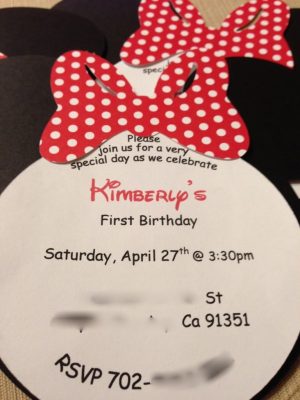 special
Please
join us for a very
special day as we celebrate
Kimberly's
First Birthday
Saturday, April 27th @ 3:30pm
St
Ca 91351
RSVP 702-